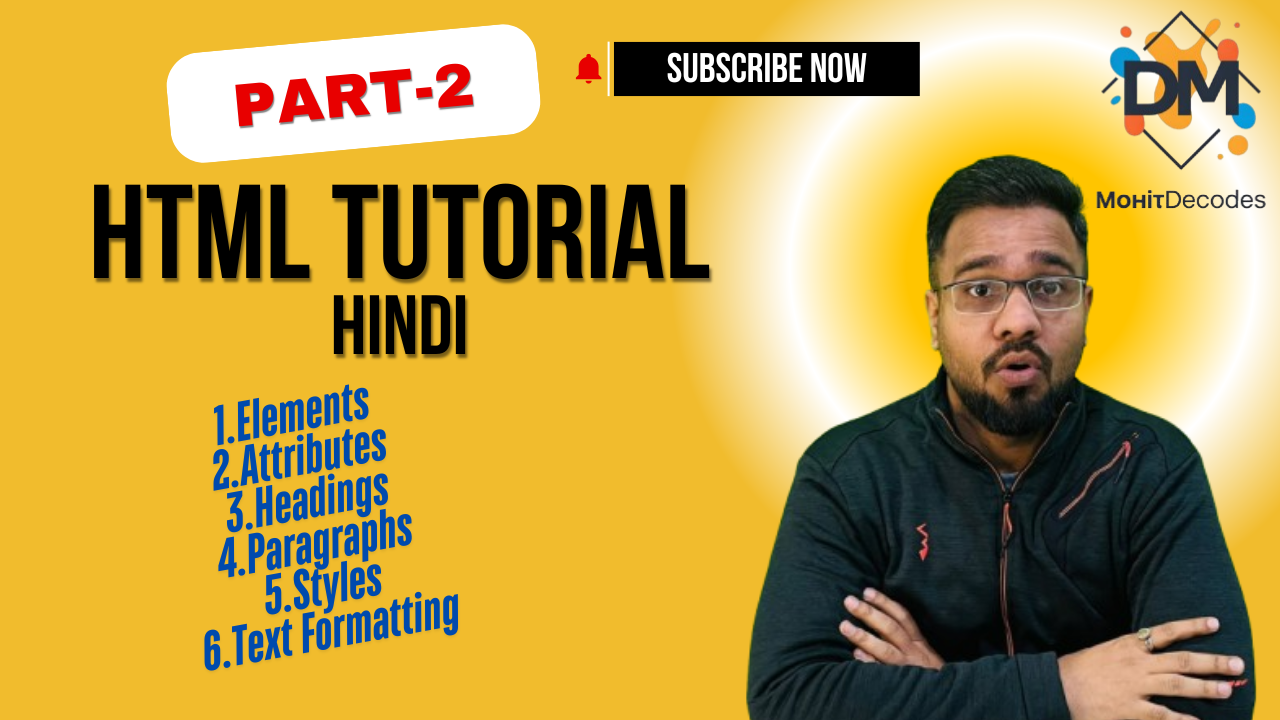 PART-2
SUBSCRIBE NOW
DM
MOHITDecodes
HTML TUTORIAL
HINDI
1.Elements
2.Attributes
3.Headings
4.Paragraphs
5.Styles
6.Text Formatting